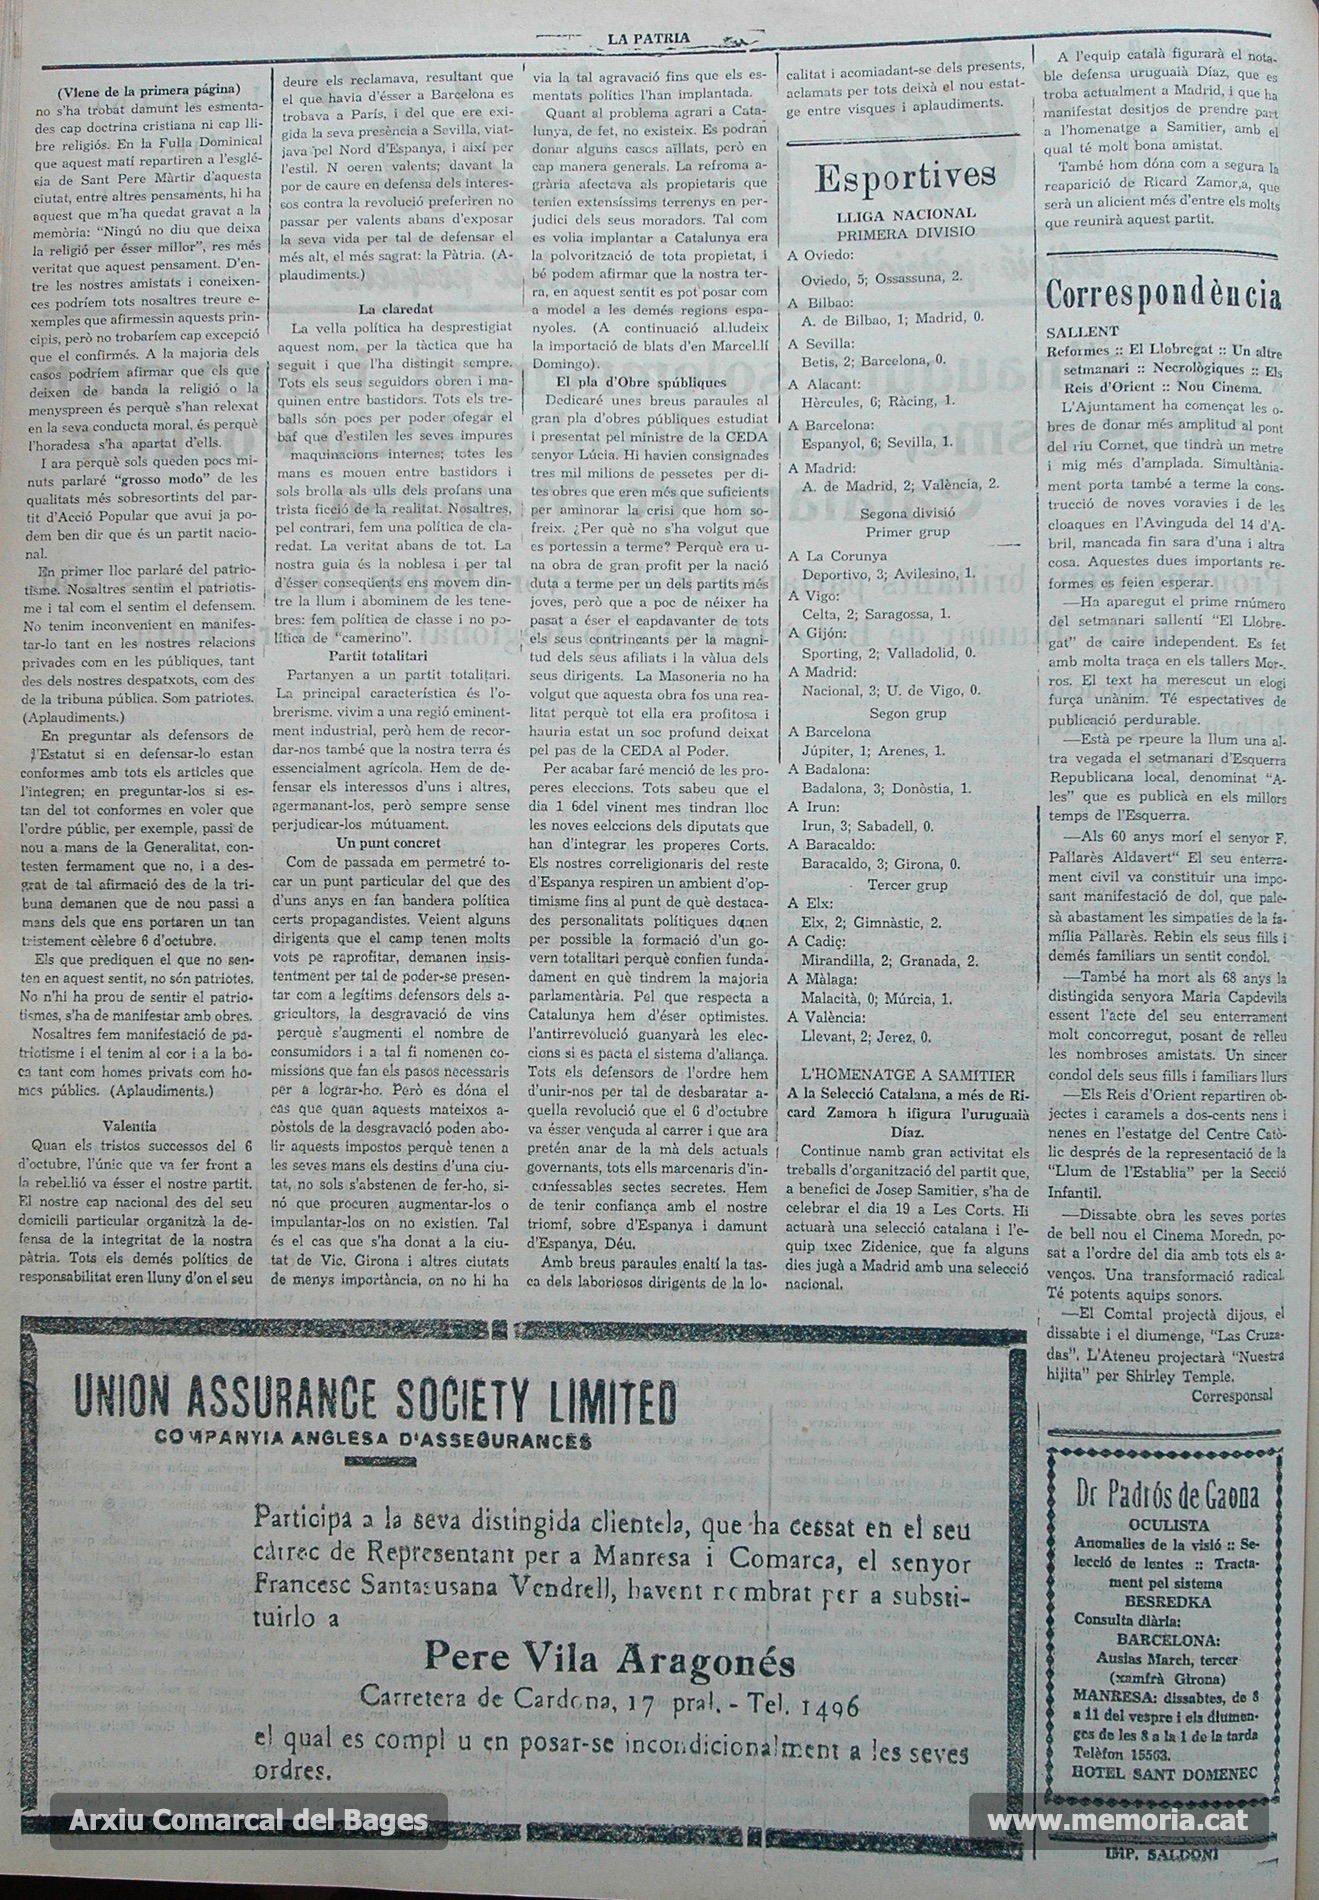 LA PATRIA
(Viene de la primera página)
no s'ha trobat damunt les esmenta-
des cap doctrina cristiana ni cap lli-
bre religiós. En la Fulla Dominical
que aquest matí repartiren a l'esglé-
sia de Sant Pere Màrtir d'aquesta
ciutat, entre altres pensaments, hi ha
aquest que m'ha quedat gravat a la
memòria: "Ningú no diu que deixa
la religió per ésser millor", res més
veritat que aquest pensament. D'en-
tre les nostres amistats i coneixen-
ces podríem tots nosaltres treure e-
xemples que afirmessin aquests prin-
cipis, però no trobaríem cap excepció
que el confirmés. A la majoria dels
casos podríem afirmar que els que
deixen de banda la religió o la
menyspreen és perquè s'han relexat
en la seva conducta moral, és perquè
l'horadesa s'ha apartat d'ells.
I ara perquè sols queden pocs mi-
nuts parlaré "grosso modo" de les
qualitats més sobresortints del par-
tit d'Acció Popular que avui ja po-
dem ben dir que és un partit nacio-
nal.
En primer lloc parlaré del patrio-
tisme. Nosaltres sentim el patriotis-
me i tal com el sentim el defensem.
No tenim inconvenient en manifes-
tar-lo tant en les nostres relacions
privades com en les públiques, tant
des dels nostres despatxos, com des
de la tribuna pública. Som patriotes.
(Aplaudiments.)
En preguntar als defensors de
l'Estatut si en defensar-lo estan
conformes amb tots els articles que
l'integren; en preguntar-los si es-
tan del tot conformes en voler que
l'ordre públic, per exemple, passi de
nou a mans de la Generalitat, con-
testen fermament que no, i a des-
grat de tal afirmació des de la tri-
buna demanen que de nou passi a
mans dels que ens portaren un tan
tristement cèlebre 6 d'octubre.
Els que prediquen el que no sen-
ten en aquest sentit, no són patriotes.
No n'hi ha prou de sentir el patrio-
tismes, s'ha de manifestar amb obres.
Nosaltres fem manifestació de pa-
triotisme i el tenim al cor i a la bo-
ca tant com homes privats com ho-
mes públics. (Aplaudiments.)
Valentia
Quan els tristos successos del 6
d'octubre, l'únic que va fer front a
la rebel.lió va ésser el nostre partit.
El nostre cap nacional des del seu
domicili particular organitzà la de-
fensa de la integritat de la nostra
pàtria. Tots els demés polítics de
responsabilitat eren lluny d'on el seu
deure els reclamava, resultant que
el que havia d'ésser a Barcelona es
trobava a París, i del que ere exi-
gida la seva presència a Sevilla, viat-
java pel Nord d'Espanya, i així per
l'estil. N oeren valents; davant la
por de caure en defensa dels interes-
sos contra la revolució preferiren no
passar per valents abans d'exposar
la seva vida per tal de defensar el
més alt, el més sagrat: la Pàtria. (A-
plaudiments.)
La claredat
La vella política ha desprestigiat
aquest nom, per la tàctica que ha
seguit i que l'ha distingit sempre.
Tots els seus seguidors obren i ma-
quinen entre bastidors. Tots els tre-
balls són pocs per poder ofegar el
baf que d'estilen les seves impures
maquinacions internes; totes les
mans es mouen entre bastidors i
sols brolla als ulls dels profans una
trista ficció de la realitat. Nosaltres,
pel contrari, fem una política de cla-
redat. La veritat abans de tot. La
nostra guia és la noblesa i per tal
d'ésser conseqüents ens movem din-
tre la llum i abominem de les tene-
bres: fem política de classe i no po-
lítica de "camerino".
Partit totalitari
Partanyen a un partit totalitari.
La principal característica és l'o-
brerisme. vivim a una regió eminent-
ment industrial, però hem de recor-
dar-nos també que la nostra terra és
essencialment agrícola. Hem de de-
fensar els interessos d'uns i altres,
agermanant-los, però sempre sense
perjudicar-los mútuament.
Un punt concret
Com de passada em permetré to-
car un punt particular del que des
d'uns anys en fan bandera política
certs propagandistes. Veient alguns
dirigents que el camp tenen molts
vots pe raprofitar, demanen insis-
tentment per tal de poder-se presen-
tar com a legítims defensors dels a-
gricultors, la desgravació de vins
perquè s'augmenti el nombre de
consumidors i a tal fi nomenen co-
missions que fan els pasos necessaris
per a lograr-ho. Però es dóna el
cas que quan aquests mateixos a-
pòstols de la desgravació poden abo-
lir aquests impostos perquè tenen a
les seves mans els destins d'una ciu-
tat, no sols s'abstenen de fer-ho, si-
nó que procuren augmentar-los o
impulantar-los on no existien. Tal
és el cas que s'ha donat a la ciu-
tat de Vic, Girona i altres ciutats
de menys importància, on no hi ha
via la tal agravació fins que els es-
mentats polítics l'han implantada.
Quant al problema agrari a Cata-
lunya, de fet, no existeix. Es podran
donar alguns casos aïllats, però en
cap manera generals. La refroma a-
grària afectava als propietaris que
tenien extensíssims terrenys en per-
judici dels seus moradors. Tal com
es volia implantar a Catalunya era
la polvorització de tota propietat, i
bé podem afirmar que la nostra ter-
ra, en aquest sentit es pot posar com
a model a les demés regions espa-
nyoles. (A continuació al.ludeix
la importació de blats d'en Marcel.lí
Domingo).
El pla d'Obre spúbliques
Dedicaré unes breus paraules al
gran pla d'obres públiques estudiat
i presentat pel ministre de la CEDA
senyor Lúcia. Hi havien consignades
tres mil milions de pessetes per di-
tes obres que eren més que suficients
per aminorar la crisi que hom so-
freix. ¿Per què no s'ha volgut que
es portessin a terme? Perquè era u-
na obra de gran profit per la nació
duta a terme per un dels partits més
joves, però que a poc de néixer ha
pasat a éser el capdavanter de tots
els seus contrincants per la magni-
tud dels seus afiliats i la vàlua dels
seus dirigents. La Masoneria no ha
volgut que aquesta obra fos una rea-
litat perquè tot ella era profitosa i
hauria estat un soc profund deixat
pel pas de la CEDA al Poder.
Per acabar faré menció de les pro-
peres eleccions. Tots sabeu que el
dia 1 6del vinent mes tindran lloc
les noves eelccions dels diputats que
han d'integrar les properes Corts.
Els nostres correligionaris del reste
d'Espanya respiren un ambient d'op-
timisme fins al punt de què destaca-
des personalitats polítiques donen
per possible la formació d'un go-
vern totalitari perquè confien funda-
dament en què tindrem la majoria
parlamentària. Pel que respecta a
Catalunya hem d'éser optimistes.
l'antirrevolució guanyarà les elec-
cions si es pacta el sistema d'allança.
Tots els defensors de l'ordre hem
d'unir-nos per tal de desbaratar a-
quella revolució que el 6 d'octubre
va ésser vençuda al carrer i que ara
pretén anar de la mà dels actuals
governants, tots ells marcenaris d'in-
confessables sectes secretes. Hem
de tenir confiança amb el nostre
triomf, sobre d'Espanya i damunt
d'Espanya, Déu.
Amb breus paraules enaltí la tas-
ca dels laboriosos dirigents de la lo-
calitat i acomiadant-se dels presents,
aclamats per tots deixà el nou estat-
ge entre visques i aplaudiments.
Esportives
LLIGA NACIONAL
PRIMERA DIVISIO
A Oviedo:
Oviedo, 5; Ossassuna, 2.
A Bilbao:
A. de Bilbao, 1; Madrid, 0.
A Sevilla:
Betis, 2; Barcelona, 0.
A Alacant:
Hèrcules, 6; Ràcing, 1.
A Barcelona:
Espanyol, 6; Sevilla, 1.
A Madrid:
A. de Madrid, 2; València, 2.
Segona divisió
Primer grup
A La Corunya
Deportivo, 3; Avilesino, 1.
A Vigo:
Celta, 2; Saragossa, 1.
A Gijón:
Sporting, 2; Valladolid, 0.
A Madrid:
Nacional, 3; U. de Vigo, 0.
Segon grup
A Barcelona
Júpiter, 1; Arenes, 1.
A Badalona:
Badalona, 3; Donòstia, 1.
A Irun:
Irun, 3; Sabadell, 0.
A Baracaldo:
Baracaldo, 3; Girona, 0.
Tercer grup
A Elx:
Elx, 2; Gimnàstic, 2.
A Cadiç:
Mirandilla, 2; Granada, 2.
A Màlaga:
Malacità, 0; Múrcia, 1.
A València:
Llevant, 2; Jerez, 0.
L'HOMENATGE A SAMITIER
A la Selecció Catalana, a més de Ri-
card Zamora h ifigura l'uruguaià
Díaz.
Continue namb gran activitat els
treballs d'organització del partit que,
a benefici de Josep Samitier, s'ha de
celebrar el dia 19 a Les Corts. Hi
actuarà una selecció catalana i l'e-
quip txec Zidenice, que fa alguns
dies jugà a Madrid amb una selecció
nacional.
A l'equip català figurarà el nota-
ble defensa uruguaià Díaz, que es
troba actualment a Madrid, i que ha
manifestat desitjos de prendre part
a l'homenatge a Samitier, amb el
qual té molt bona amistat.
També hom dóna com a segura la
reaparició de Ricard Zamor,a, que
serà un alicient més d'entre els molts
que reunirà aquest partit.
Correspondència
SALLENT
Reformes :: El Llobregat :: Un altre
setmanari :: Necrològiques :: Els
Reis d'Orient :: Nou Cinema.
L'Ajuntament ha començat les o-
bres de donar més amplitud al pont
del riu Cornet, que tindrà un metre
i mig més d'amplada. Simultània-
ment porta també a terme la cons-
trucció de noves voravies i de les
cloaques en l'Avinguda del 14 d'A-
bril, mancada fin sara d'una i altra
cosa. Aquestes dues importants re-
formes es feien esperar.
—Ha aparegut el prime rnúmero
del setmanari sallentí "El Llobre-
gat" de caire independent. Es fet
amb molta traça en els tallers Mor-
ros. El text ha merescut un elogi
furça unànim. Té espectatives de
publicació perdurable.
—Està pe rpeure la llum una al-
tra vegada el setmanari d'Esquerra
Republicana local, denominat "A-
les" que es publicà en els millors
temps de l'Esquerra.
—Als 60 anys morí el senyor F.
Pallarès Aldavert" El seu enterra-
ment civil va constituir una impo-
sant manifestació de dol, que pale-
sà abastament les simpaties de la fa-
mília Pallarès. Rebin els seus fills i
demés familiars un sentit condol.
—També ha mort als 68 anys la
distingida senyora Maria Capdevila
essent l'acte del seu enterrament
molt concorregut, posant de relleu
les nombroses amistats. Un sincer
condol dels seus fills i familiars llurs
—Els Reis d'Orient repartiren ob-
jectes i caramels a dos-cents nens i
nenes en l'estatge del Centre Catò-
lic després de la representació de la
"Llum de l'Establia" per la Secció
Infantil.
—Dissabte obra les seves portes
de bell nou el Cinema Moredn, po-
sat a l'ordre del dia amb tots els a-
venços. Una transformació radical.
Té potents aquips sonors.
—El Comtal projectà dijous, el
dissabte i el diumenge, "Las Cruza-
das". L'Ateneu projectarà "Nuestra
hijita" per Shirley Temple.
Corresponsal
UNION ASSURANCE SOCIETY LIMITED
COMPANYIA ANGLESA D'ASSEGURANCES
Participa a la seva distingida clientela, que ha cessat en el seu
càrrec de Representant per a Manresa i Comarca, el senyor
Francesc Santasusana Vendrell, havent nombrat per a substi-
tuirlo a
Pere Vila Aragonés
Carretera de Cardona, 17 pral. - Tel. 1496
el qual es compl u en posar-se incondicionalment a les seves
ordres.
Dr Padrós de Gaona
OCULISTA
Anomalies de la visió :: Se-
lecció de lentes :: Tracta-
ment pel sistema
BESREDKA
Consulta diària:
BARCELONA:
Ausias March, tercer
(xamfrà Girona)
MANRESA: dissabtes, de 8
a 11 del vespre i els diumen-
ges de les 8 a la 1 de la tarda
Telèfon 15563.
HOTEL SANT DOMENEC
IMP. SALDONI
Arxiu Comarcal del Bages
www.memoria.cat